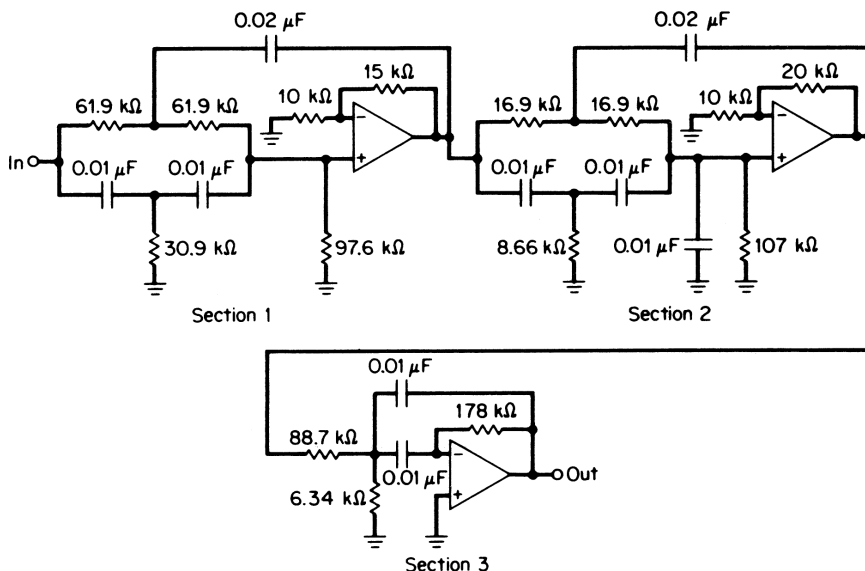 0.02 μF
0.02 μF
15 kΩ
20 kΩ
61.9 kΩ
61.9 kΩ
10 kΩ
16.9 kΩ
16.9 kΩ
10 kΩ
−
−
In
0.01 μF
0.01 μF
+
0.01 μF
0.01 μF
+
30.9 kΩ
97.6 kΩ
8.66 kΩ
0.01 μF
107 kΩ
Section 1
Section 2
0.01 μF
178 kΩ
88.7 kΩ
−
0.01 μF
Out
6.34 kΩ
+
Section 3